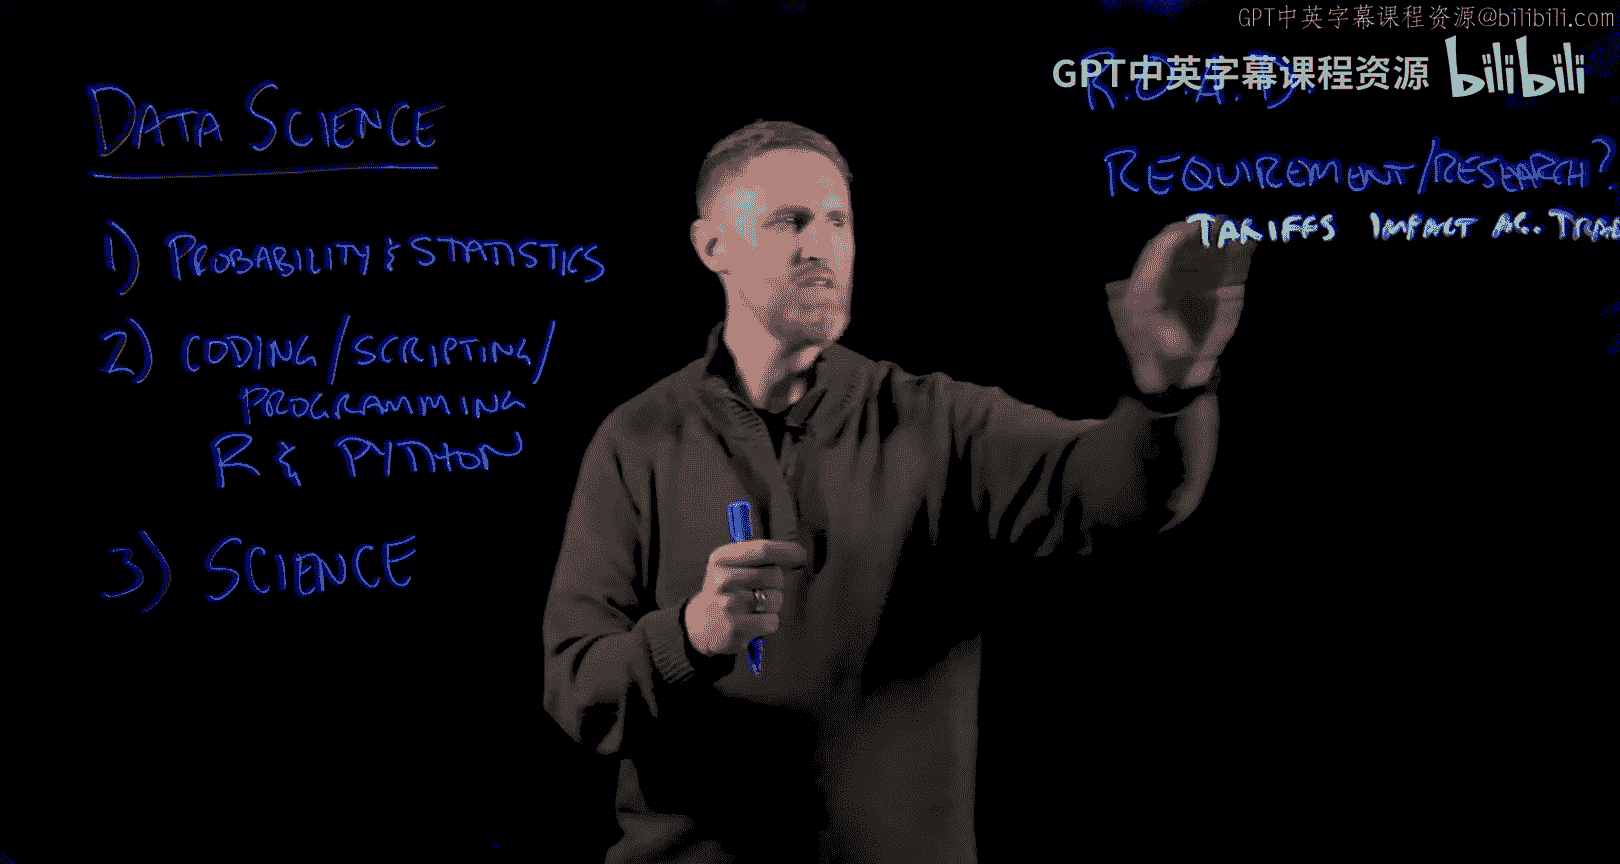 GPT中英字幕课程资源@bilibili.com
GPT中英字幕课程资源 bilibili
R.O.A.D.
DATA SCIENCE
1) PROBABILITY & STATISTICS
2) CODING/SCRIPTING/
PROGRAMMING
R & PYTHON
3) SCIENCE
REQUIREMENT/RESEARCH?
TARIFFS IMPACT AG.